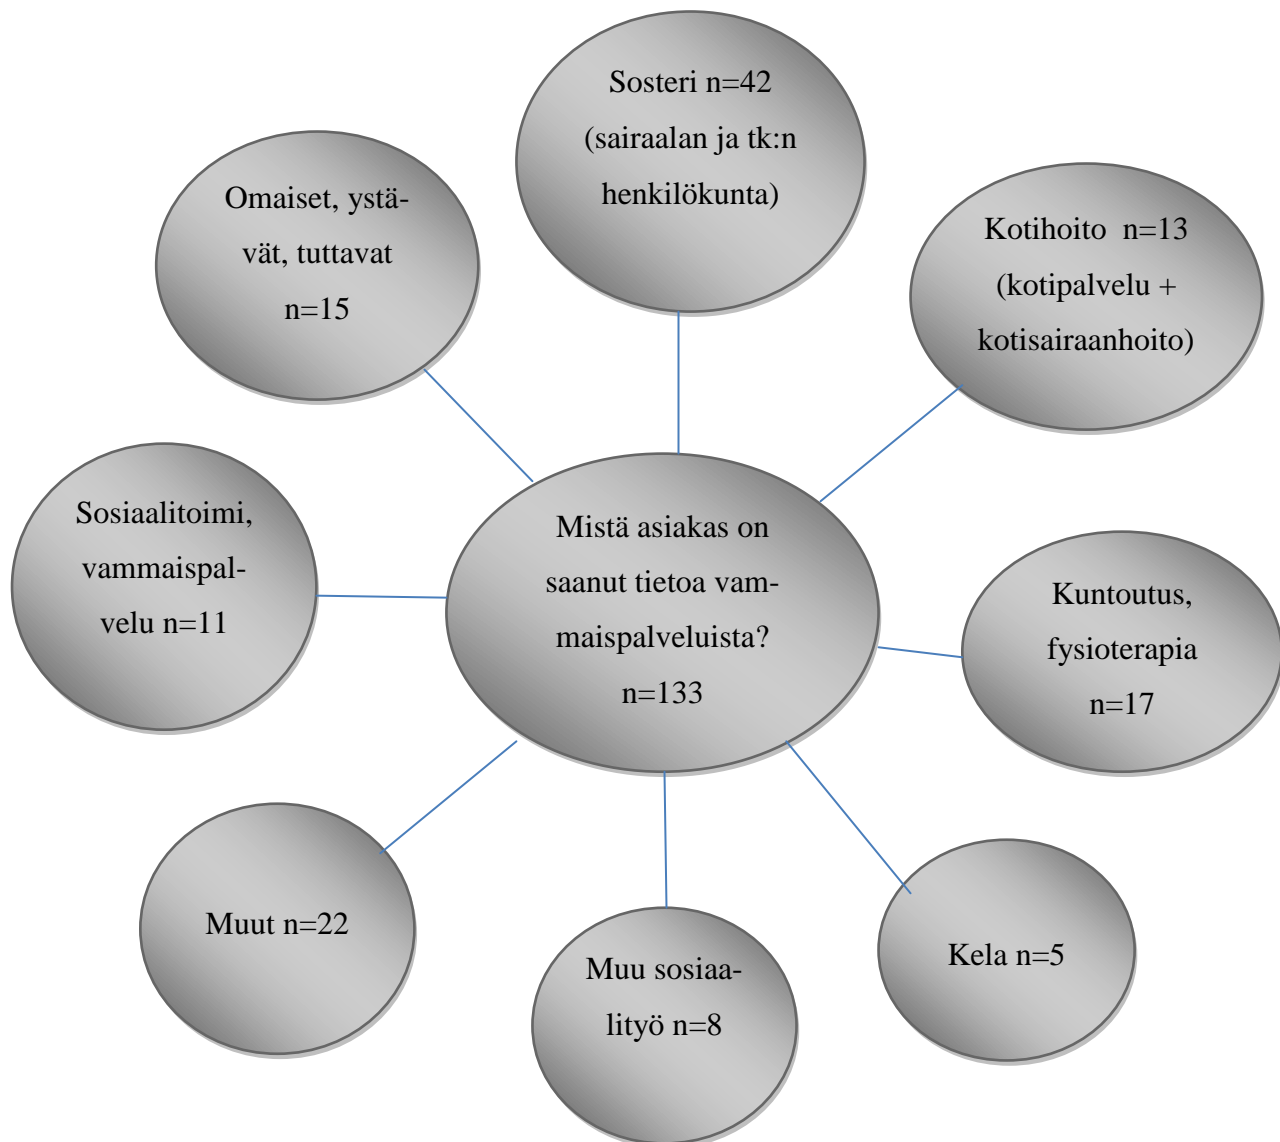 Sosteri n=42
(sairaalan ja tk:n
henkilökunta)
Omaiset, ystä-
vät, tuttavat
n=15
Kotihoito  n=13
(kotipalvelu +
kotisairaanhoito)
Sosiaalitoimi,
vammaispal-
velu n=11
Mistä asiakas on
saanut tietoa vam-
maispalveluista?
n=133
Kuntoutus,
fysioterapia
n=17
Muut n=22
Muu sosiaa-
lityö n=8
Kela n=5